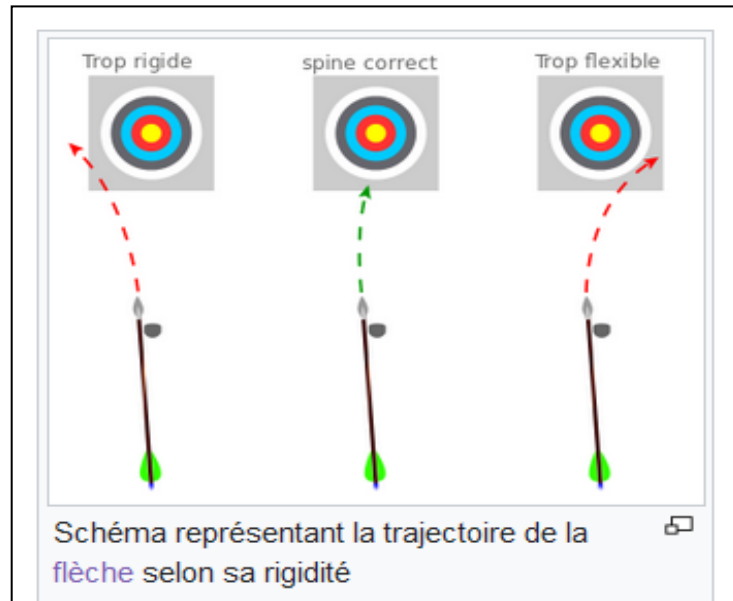 Trop rigide
spine correct
Trop flexible
Schéma représentant la trajectoire de la
flèche selon sa rigidité